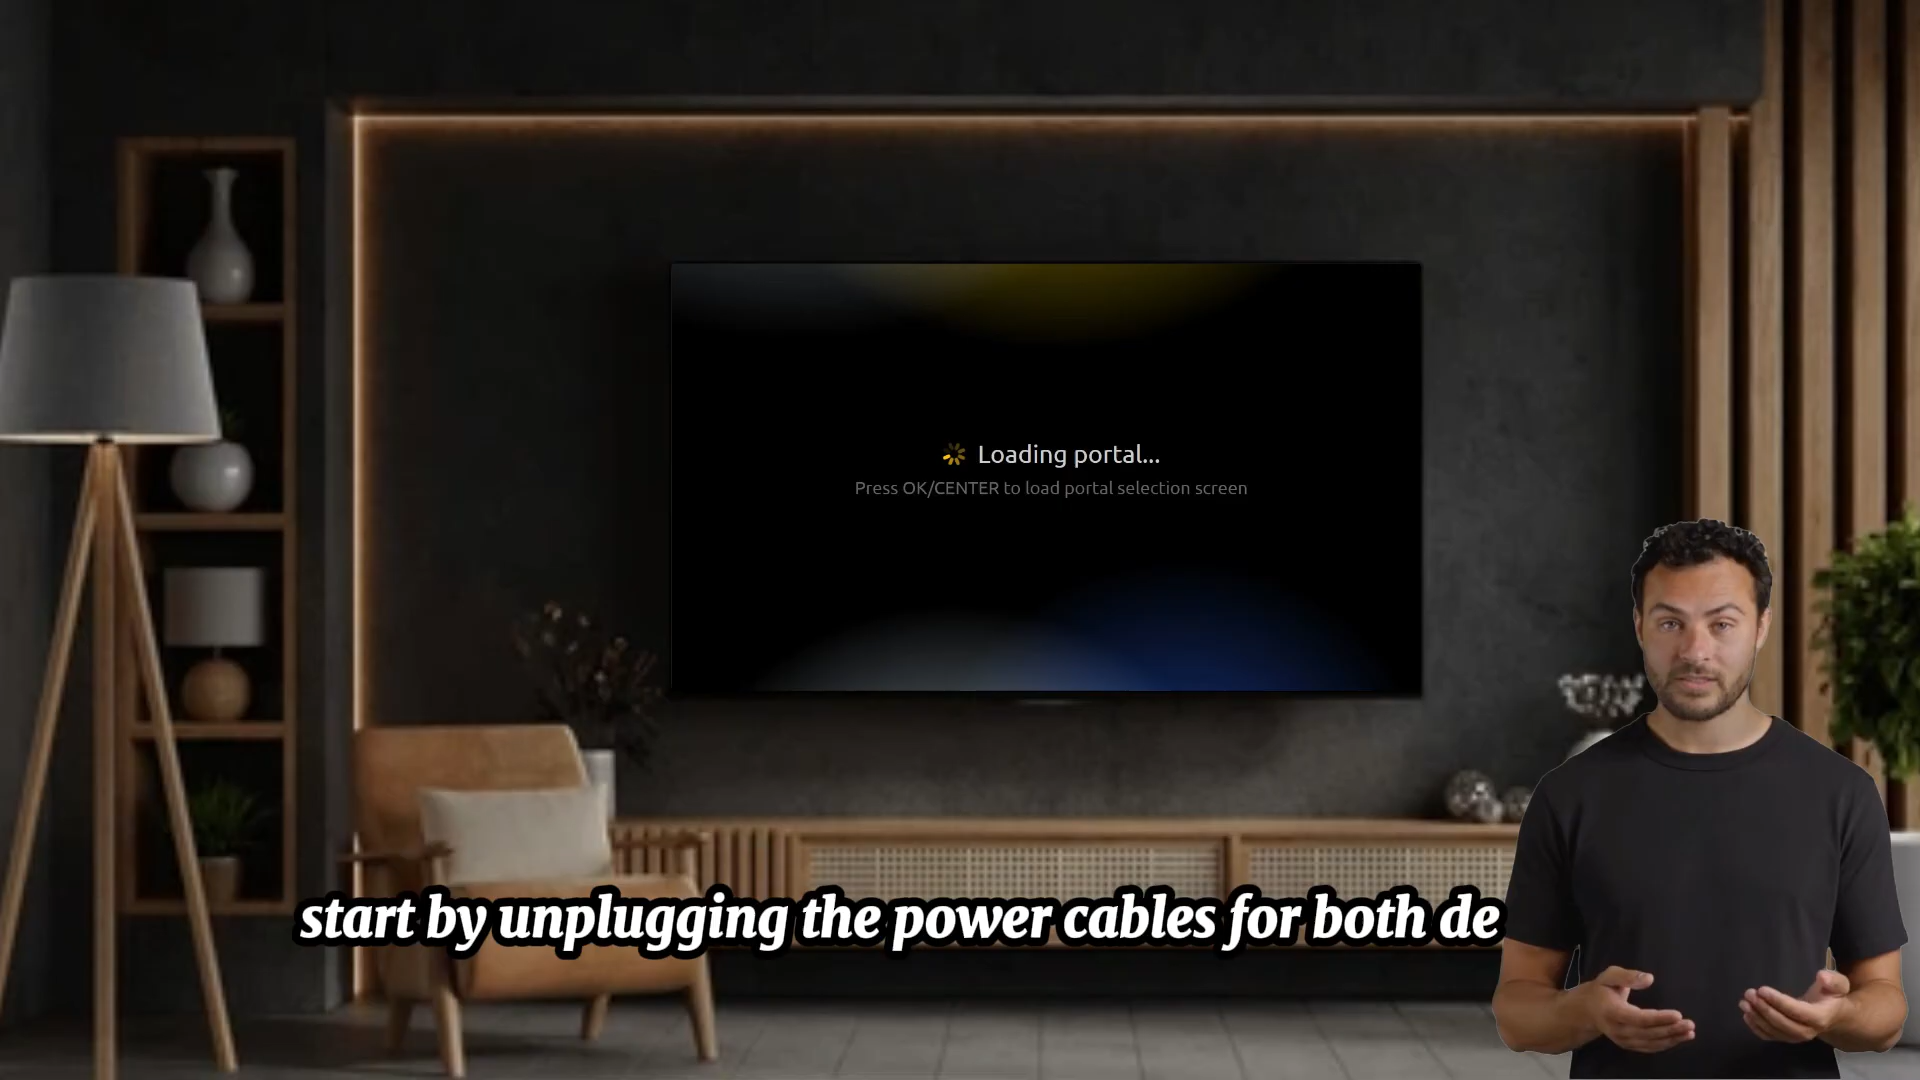 Loading portal...
Press OK/CENTER to load portal selection screen
start by unplugging the power cables for both de